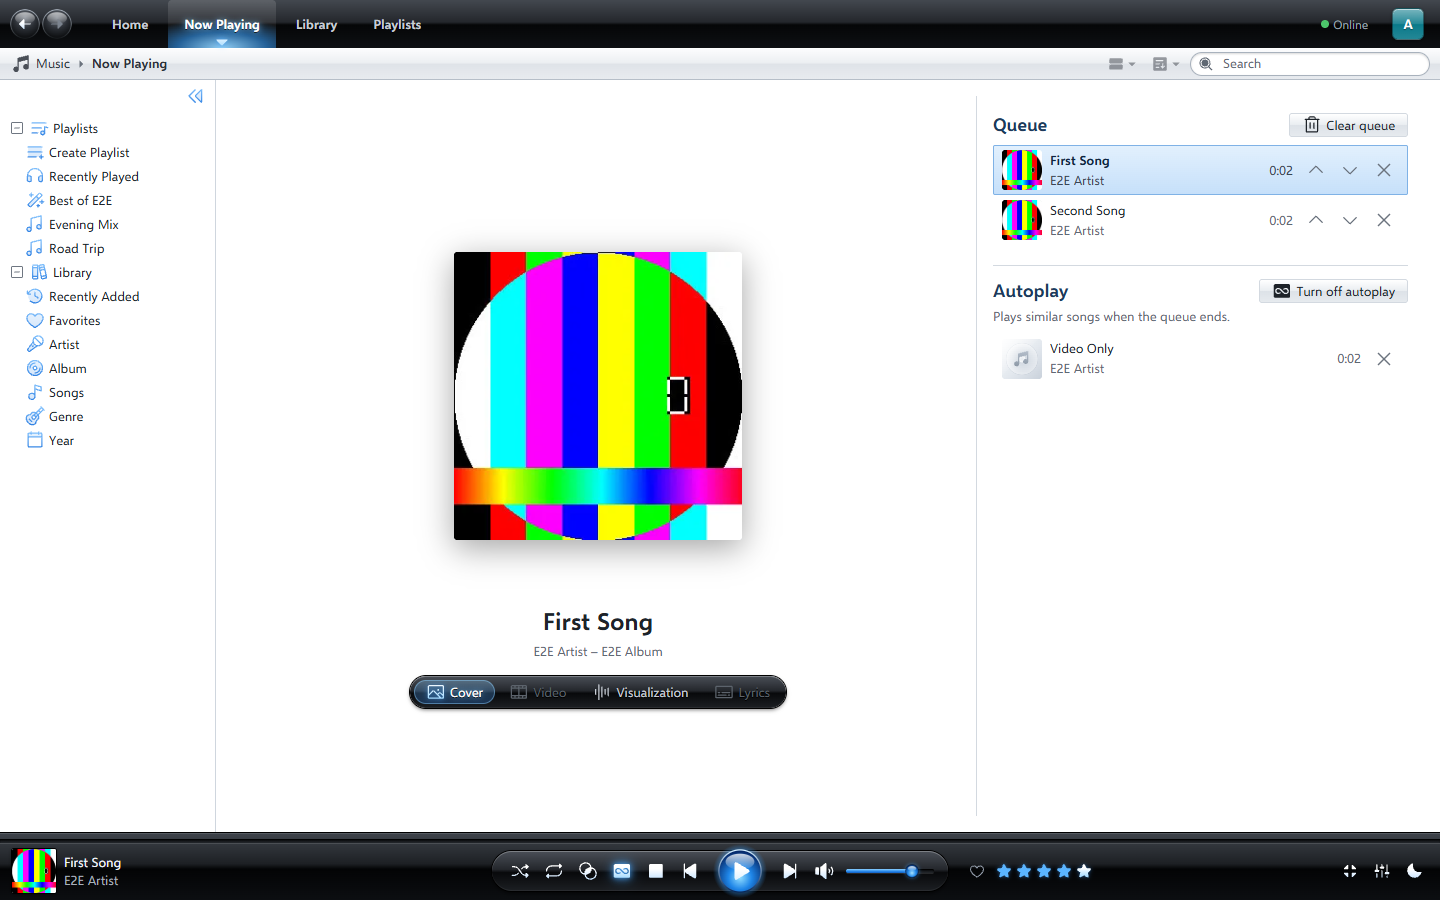 Home
Now Playing
Library
Playlists
Online
A
Music
Now Playing
Search
Playlists
Create Playlist
Recently Played
Best of E2E
Evening Mix
Road Trip
Library
Recently Added
Favorites
Artist
Album
Songs
Genre
Year
First Song
E2E Artist – E2E Album
Cover
Video
Visualization
Lyrics
Queue
Clear queue
First Song
E2E Artist
0:02
Second Song
E2E Artist
0:02
Autoplay
Turn off autoplay
Plays similar songs when the queue ends.
Video Only
E2E Artist
0:02
First Song
E2E Artist